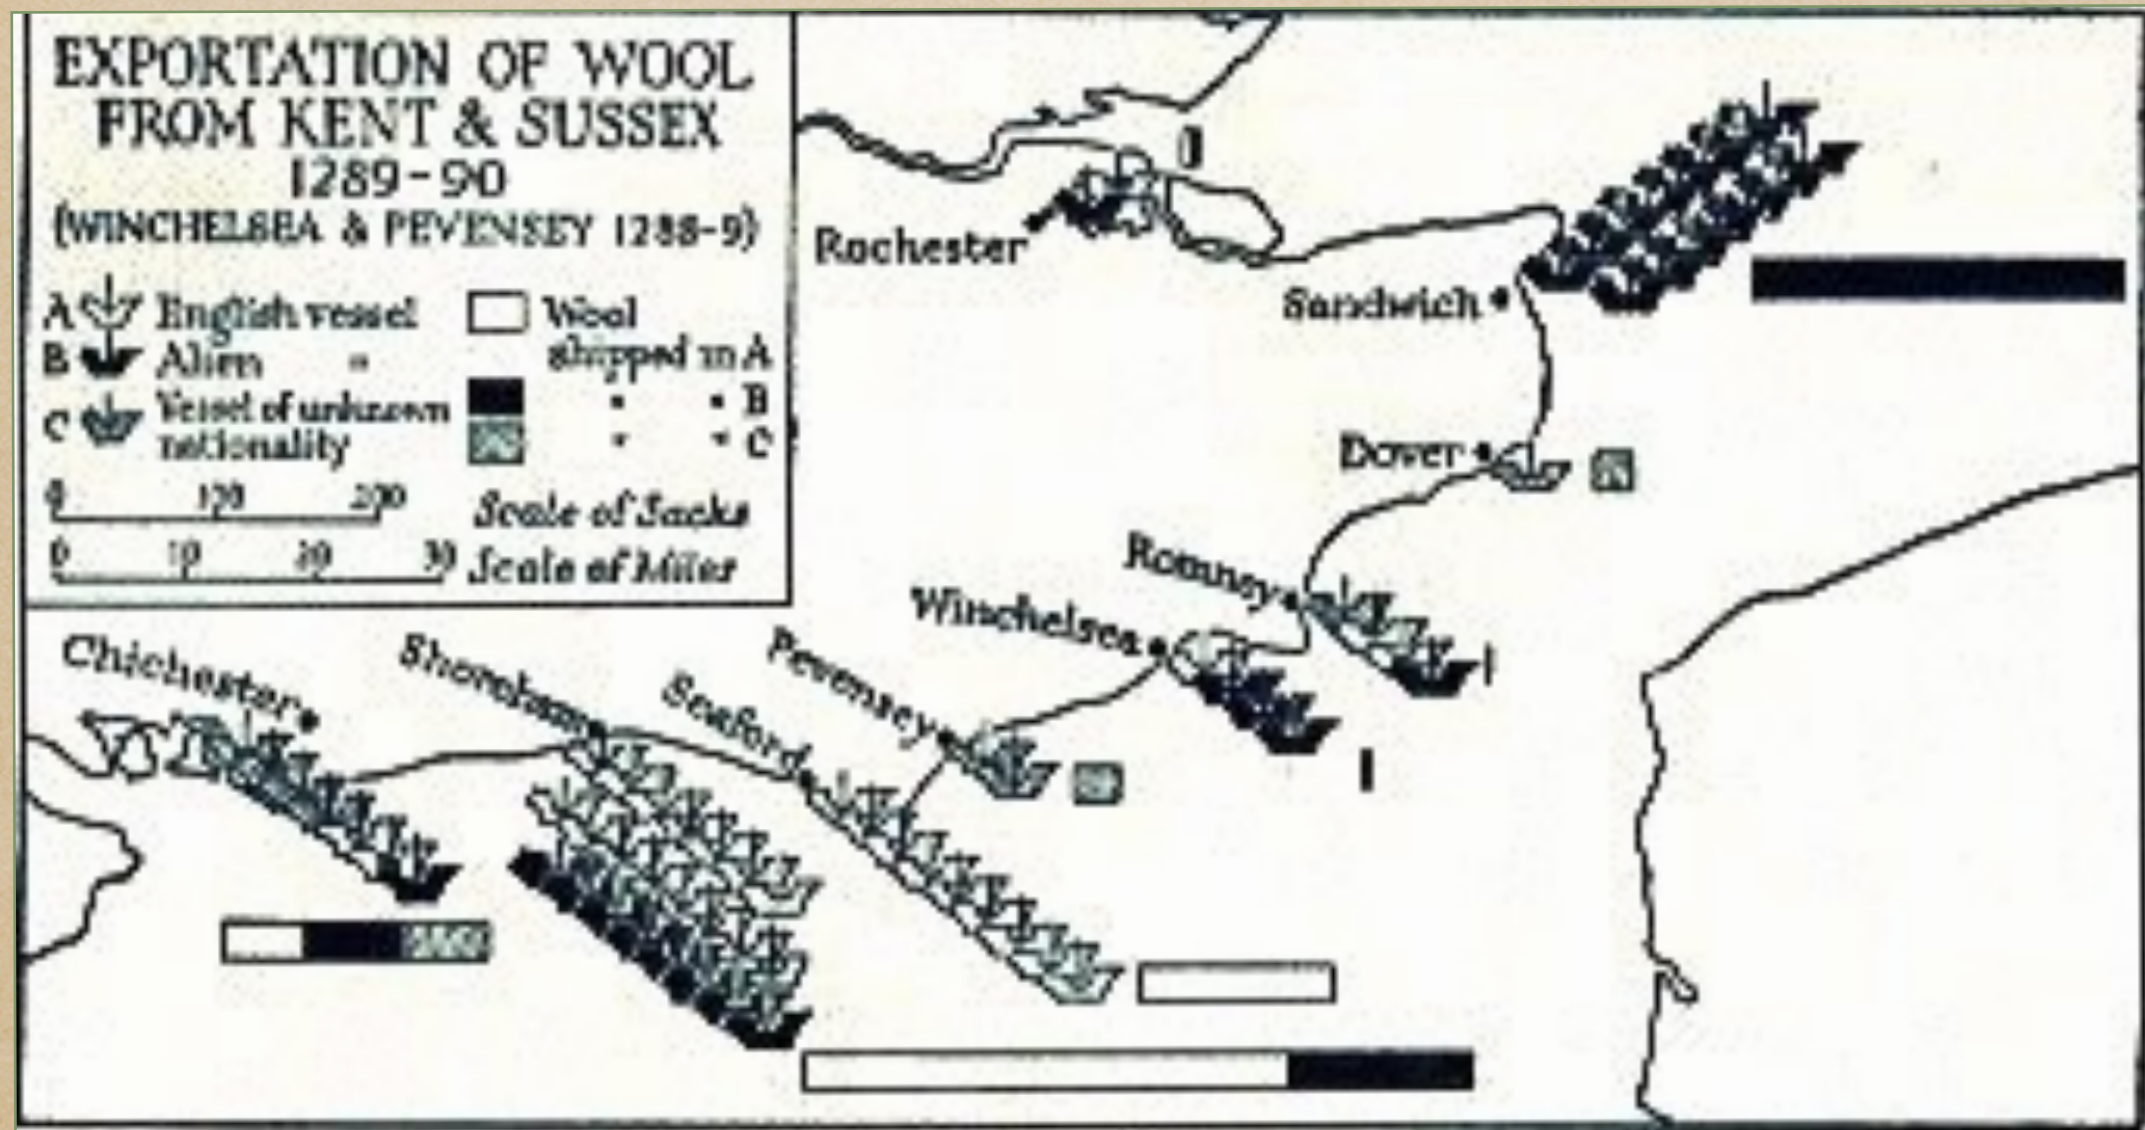 EXPORTATION OF WOOL
FROM KENT & SUSSEX
1289-90
(WINCHELSEA & PEVENSEY 1288-9)
A English vessel
B Alien "
C Vessel of unknown
nationality
Wool
shipped in A
" " B
" " C
0 100 200
Scale of Sacks
0 10 20 30
Scale of Miles
Rochester
Sandwich
Dover
Romney
Winchelsea
Pevensey
Seaford
Shoreham
Chichester